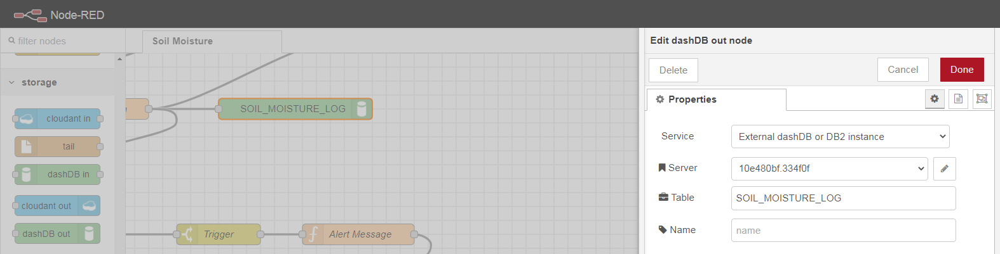 Node-RED
filter nodes
Soil Moisture
storage
cloudant in
tail
dashDB in
cloudant out
dashDB out
SOIL_MOISTURE_LOG
Trigger
Alert Message
Edit dashDB out node
Delete
Cancel
Done
Properties
Service
External dashDB or DB2 instance
Server
10e480bf.334f0f
Table
SOIL_MOISTURE_LOG
Name
name